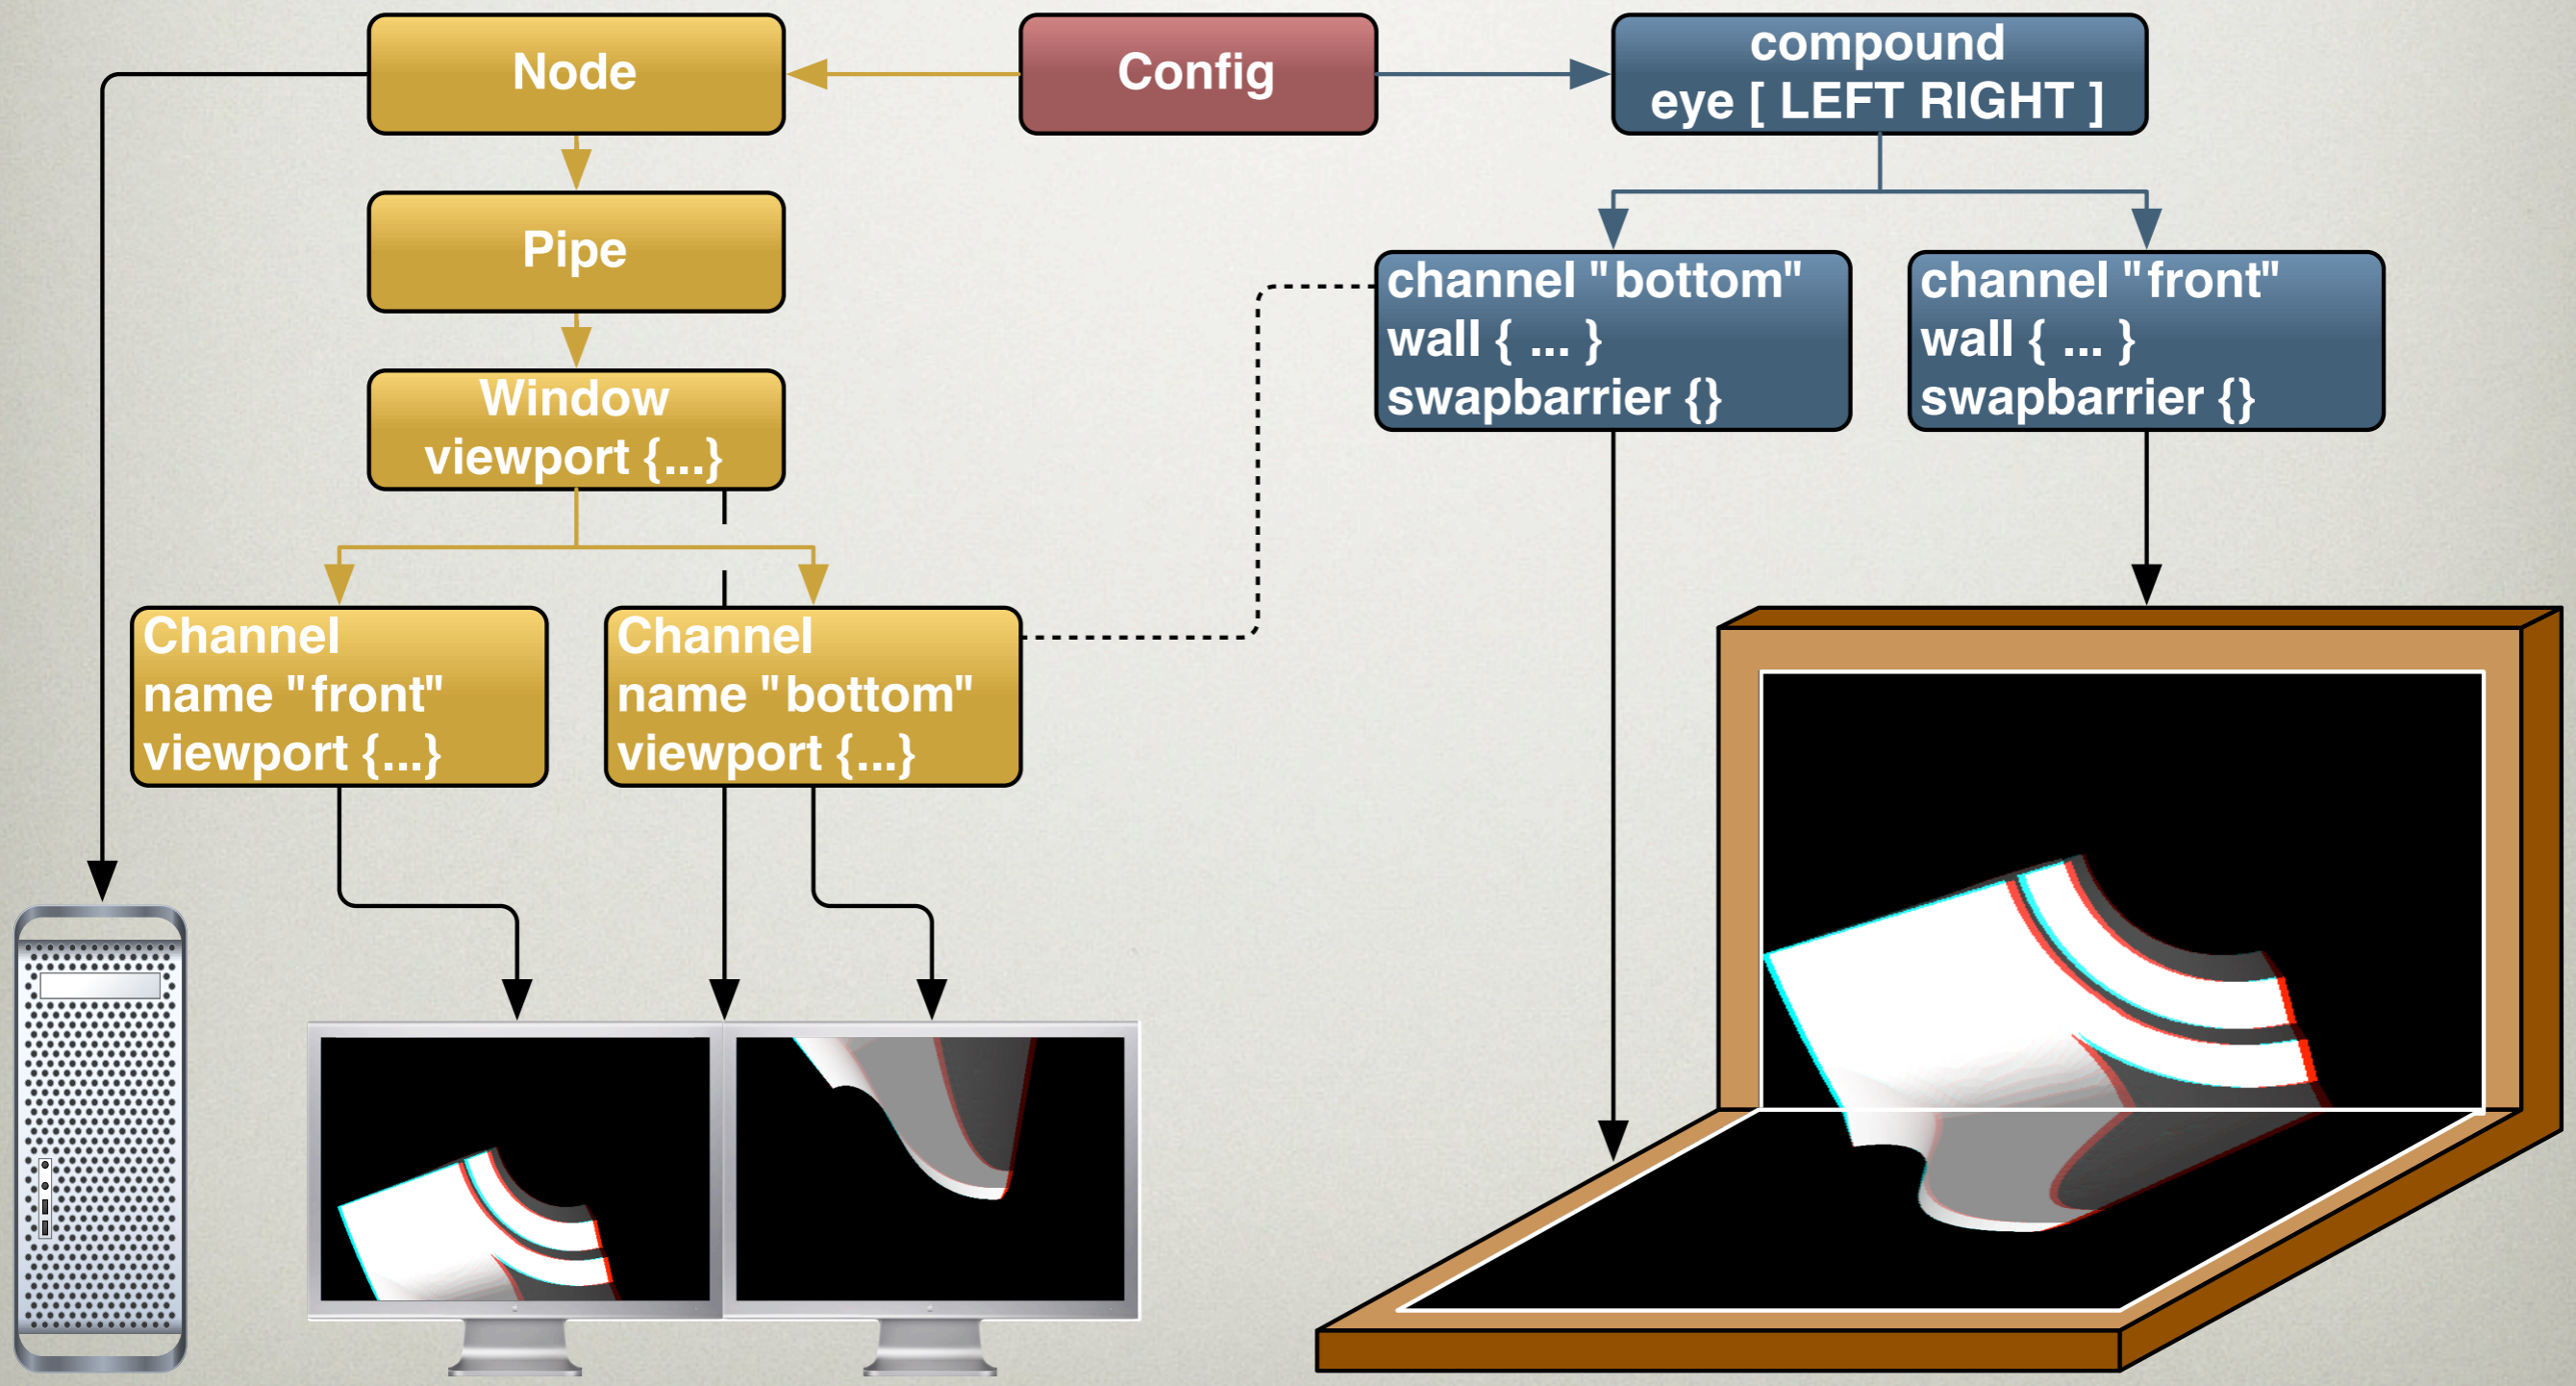 Node
Config
compound
eye [ LEFT RIGHT ]
Pipe
Window
viewport {...}
channel "bottom"
wall { ... }
swapbarrier {}
channel "front"
wall { ... }
swapbarrier {}
Channel
name "front"
viewport {...}
Channel
name "bottom"
viewport {...}